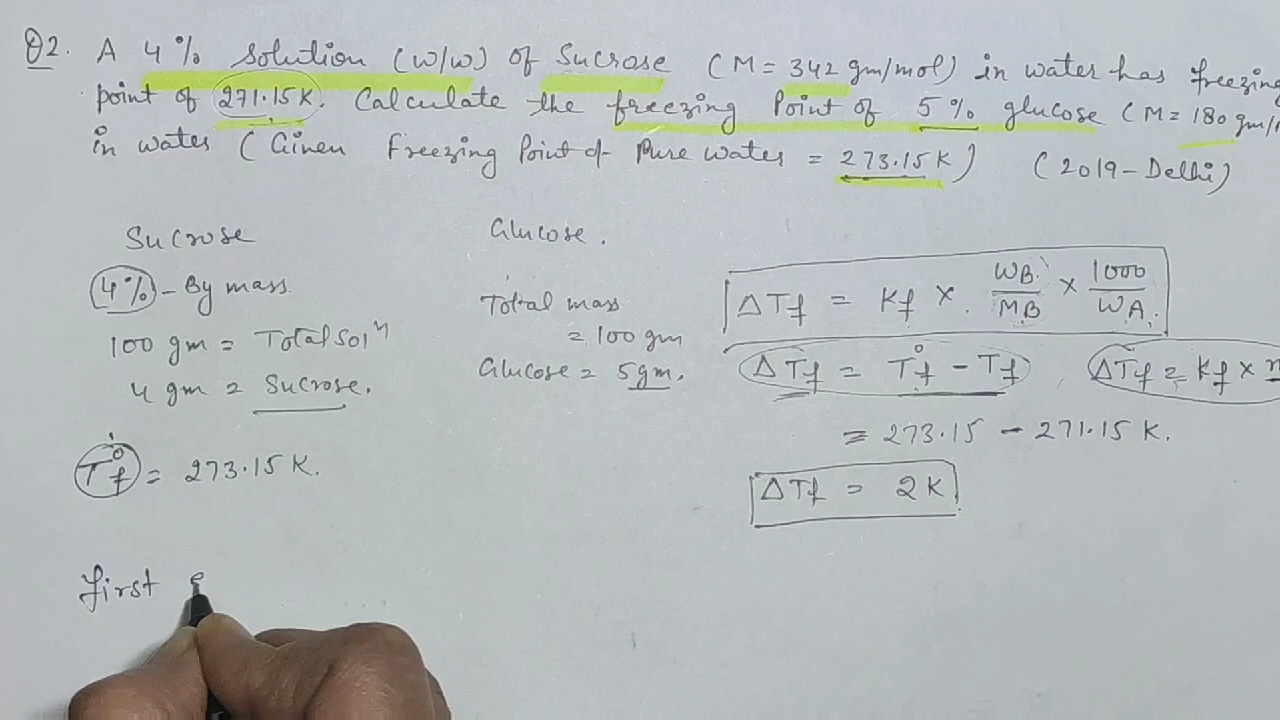 Q2. A 4% solution (w/w) of Sucrose (M = 342 gm/mol) in water has freezing
point of 271.15K. Calculate the freezing Point of 5% glucose (M = 180 gm/
in water (Given Freezing Point of Pure water = 273.15K) (2019-Delhi)
Sucrose
4% - By mass
100 gm = Total Solⁿ
4 gm = Sucrose.
T°f = 273.15 K.
first
Glucose.
Total mass
= 100 gm
Glucose = 5gm.
ΔTf = Kf × WB/MB × 1000/WA.
ΔTf = T°f - Tf , ΔTf = Kf × m
= 273.15 - 271.15 K.
ΔTf = 2K